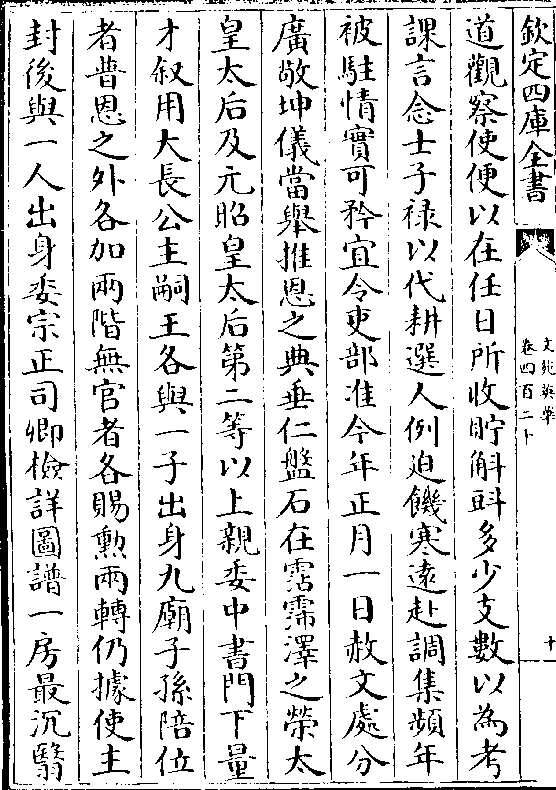 欽定四庫全書
文苑英華
卷四百二十
十
道觀察使便以在任日所收貯斛㪷多少支數以為考
課言念士子禄以代耕選人例迫饑寒遠赴調集頻年
被駐情實可矜宜令吏部准今年正月一日赦文處分
廣敬坤儀當舉推恩之典垂仁盤石在霑霈澤之榮太
皇太后及元昭皇太后第二等以上親委中書門下量
才叙用大長公主嗣王各與一子出身九廟子孫陪位
者普恩之外各加兩階無官者各賜勲兩轉仍據使主
封後與一人出身委宗正司卿檢詳圖譜一房最沉翳